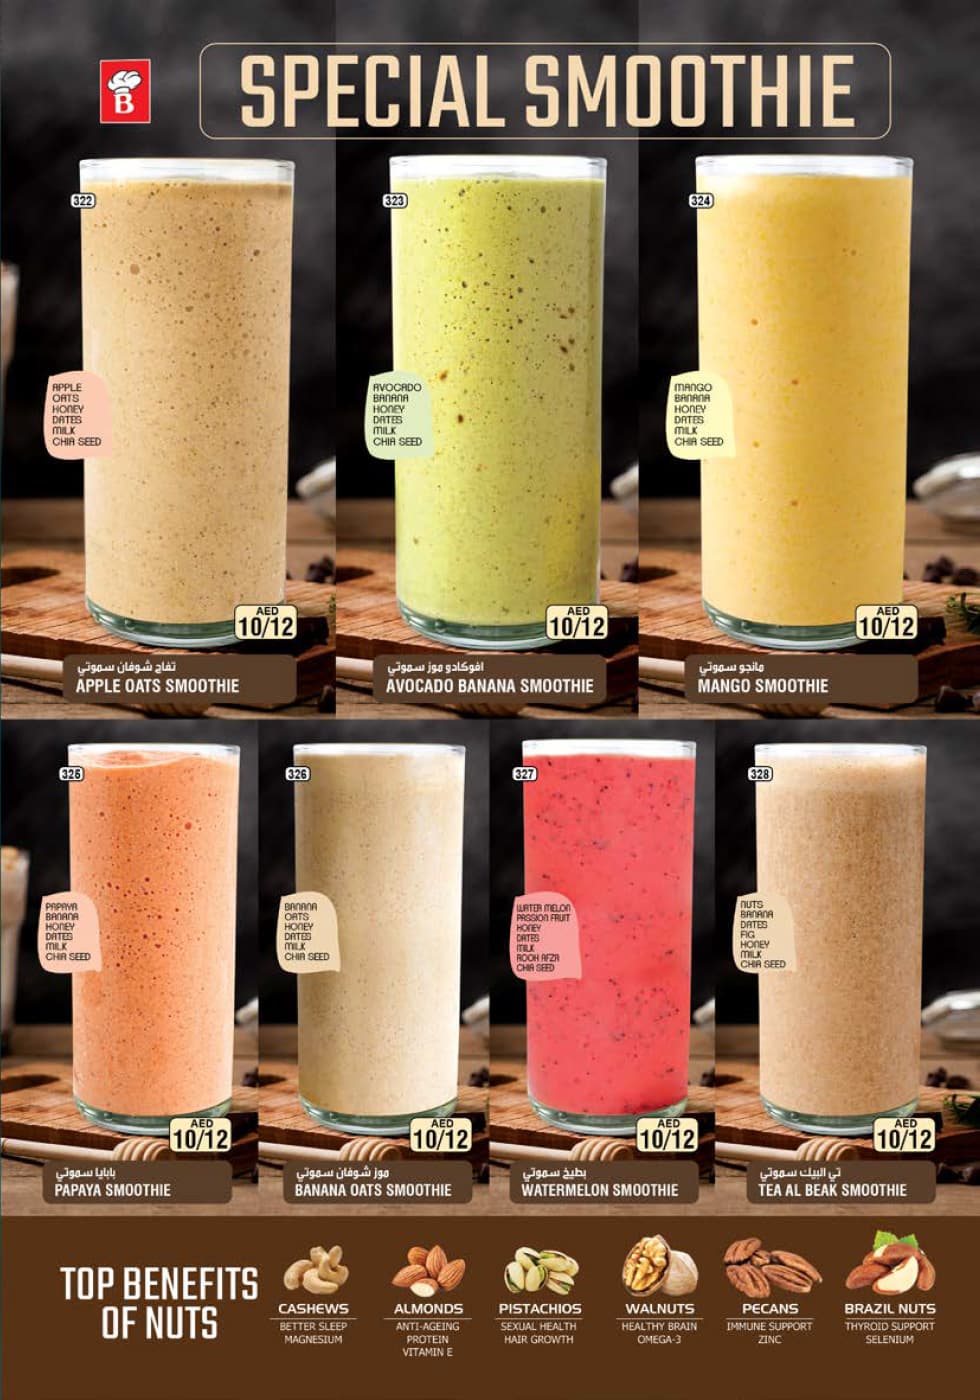 B
SPECIAL SMOOTHIE
322
APPLE
OATS
HONEY
DATES
MILK
CHIA SEED
AED
10/12
تفاح شوفان سموتي
APPLE OATS SMOOTHIE
323
AVOCADO
BANANA
HONEY
DATES
MILK
CHIA SEED
AED
10/12
افوكادو موز سموتي
AVOCADO BANANA SMOOTHIE
324
MANGO
BANANA
HONEY
DATES
MILK
CHIA SEED
AED
10/12
مانجو سموتي
MANGO SMOOTHIE
325
PAPAYA
BANANA
HONEY
DATES
MILK
CHIA SEED
AED
10/12
بابايا سموتي
PAPAYA SMOOTHIE
326
BANANA
OATS
HONEY
DATES
MILK
CHIA SEED
AED
10/12
موز شوفان سموتي
BANANA OATS SMOOTHIE
327
WATER MELON
PASSION FRUIT
HONEY
DATES
MILK
ROOH AFZA
CHIA SEED
AED
10/12
بطيخ سموتي
WATERMELON SMOOTHIE
328
NUTS
BANANA
DATES
FIG
HONEY
MILK
CHIA SEED
AED
10/12
تي البيك سموتي
TEA AL BEAK SMOOTHIE
TOP BENEFITS
OF NUTS
CASHEWS
BETTER SLEEP
MAGNESIUM
ALMONDS
ANTI-AGEING
PROTEIN
VITAMIN E
PISTACHIOS
SEXUAL HEALTH
HAIR GROWTH
WALNUTS
HEALTHY BRAIN
OMEGA-3
PECANS
IMMUNE SUPPORT
ZINC
BRAZIL NUTS
THYROID SUPPORT
SELENIUM